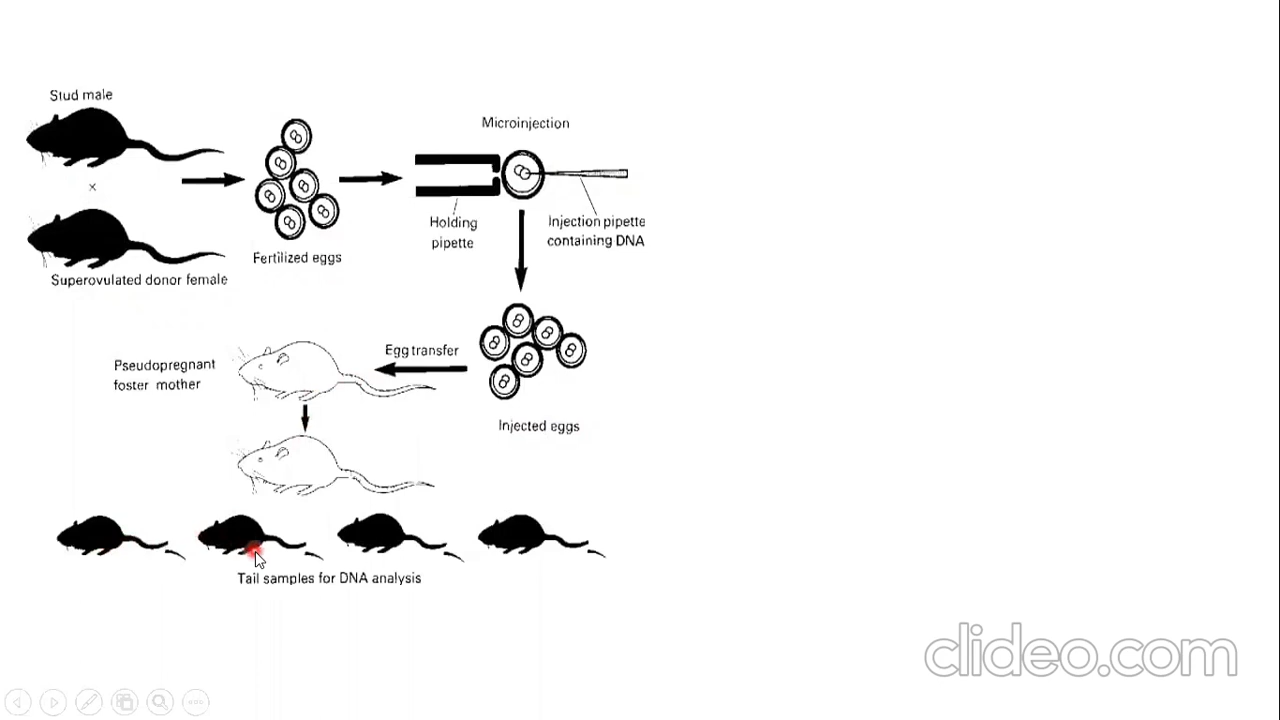 Stud male
×
Superovulated donor female
Fertilized eggs
Microinjection
Holding
pipette
Injection pipette
containing DNA
Injected eggs
Egg transfer
Pseudopregnant
foster mother
Tail samples for DNA analysis
clideo.com